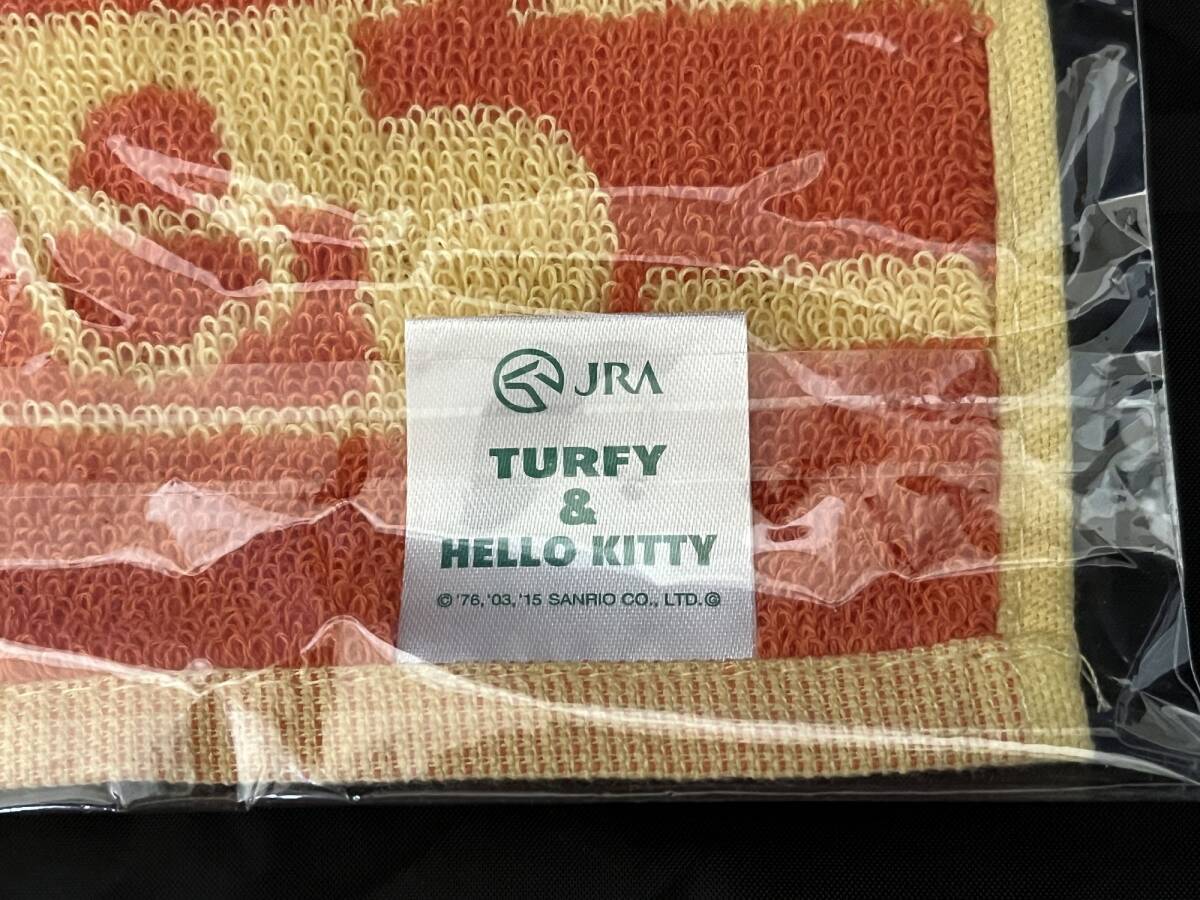 JRA
TURFY
&
HELLO KITTY
© '76, '03, '15 SANRIO CO., LTD. Ⓖ